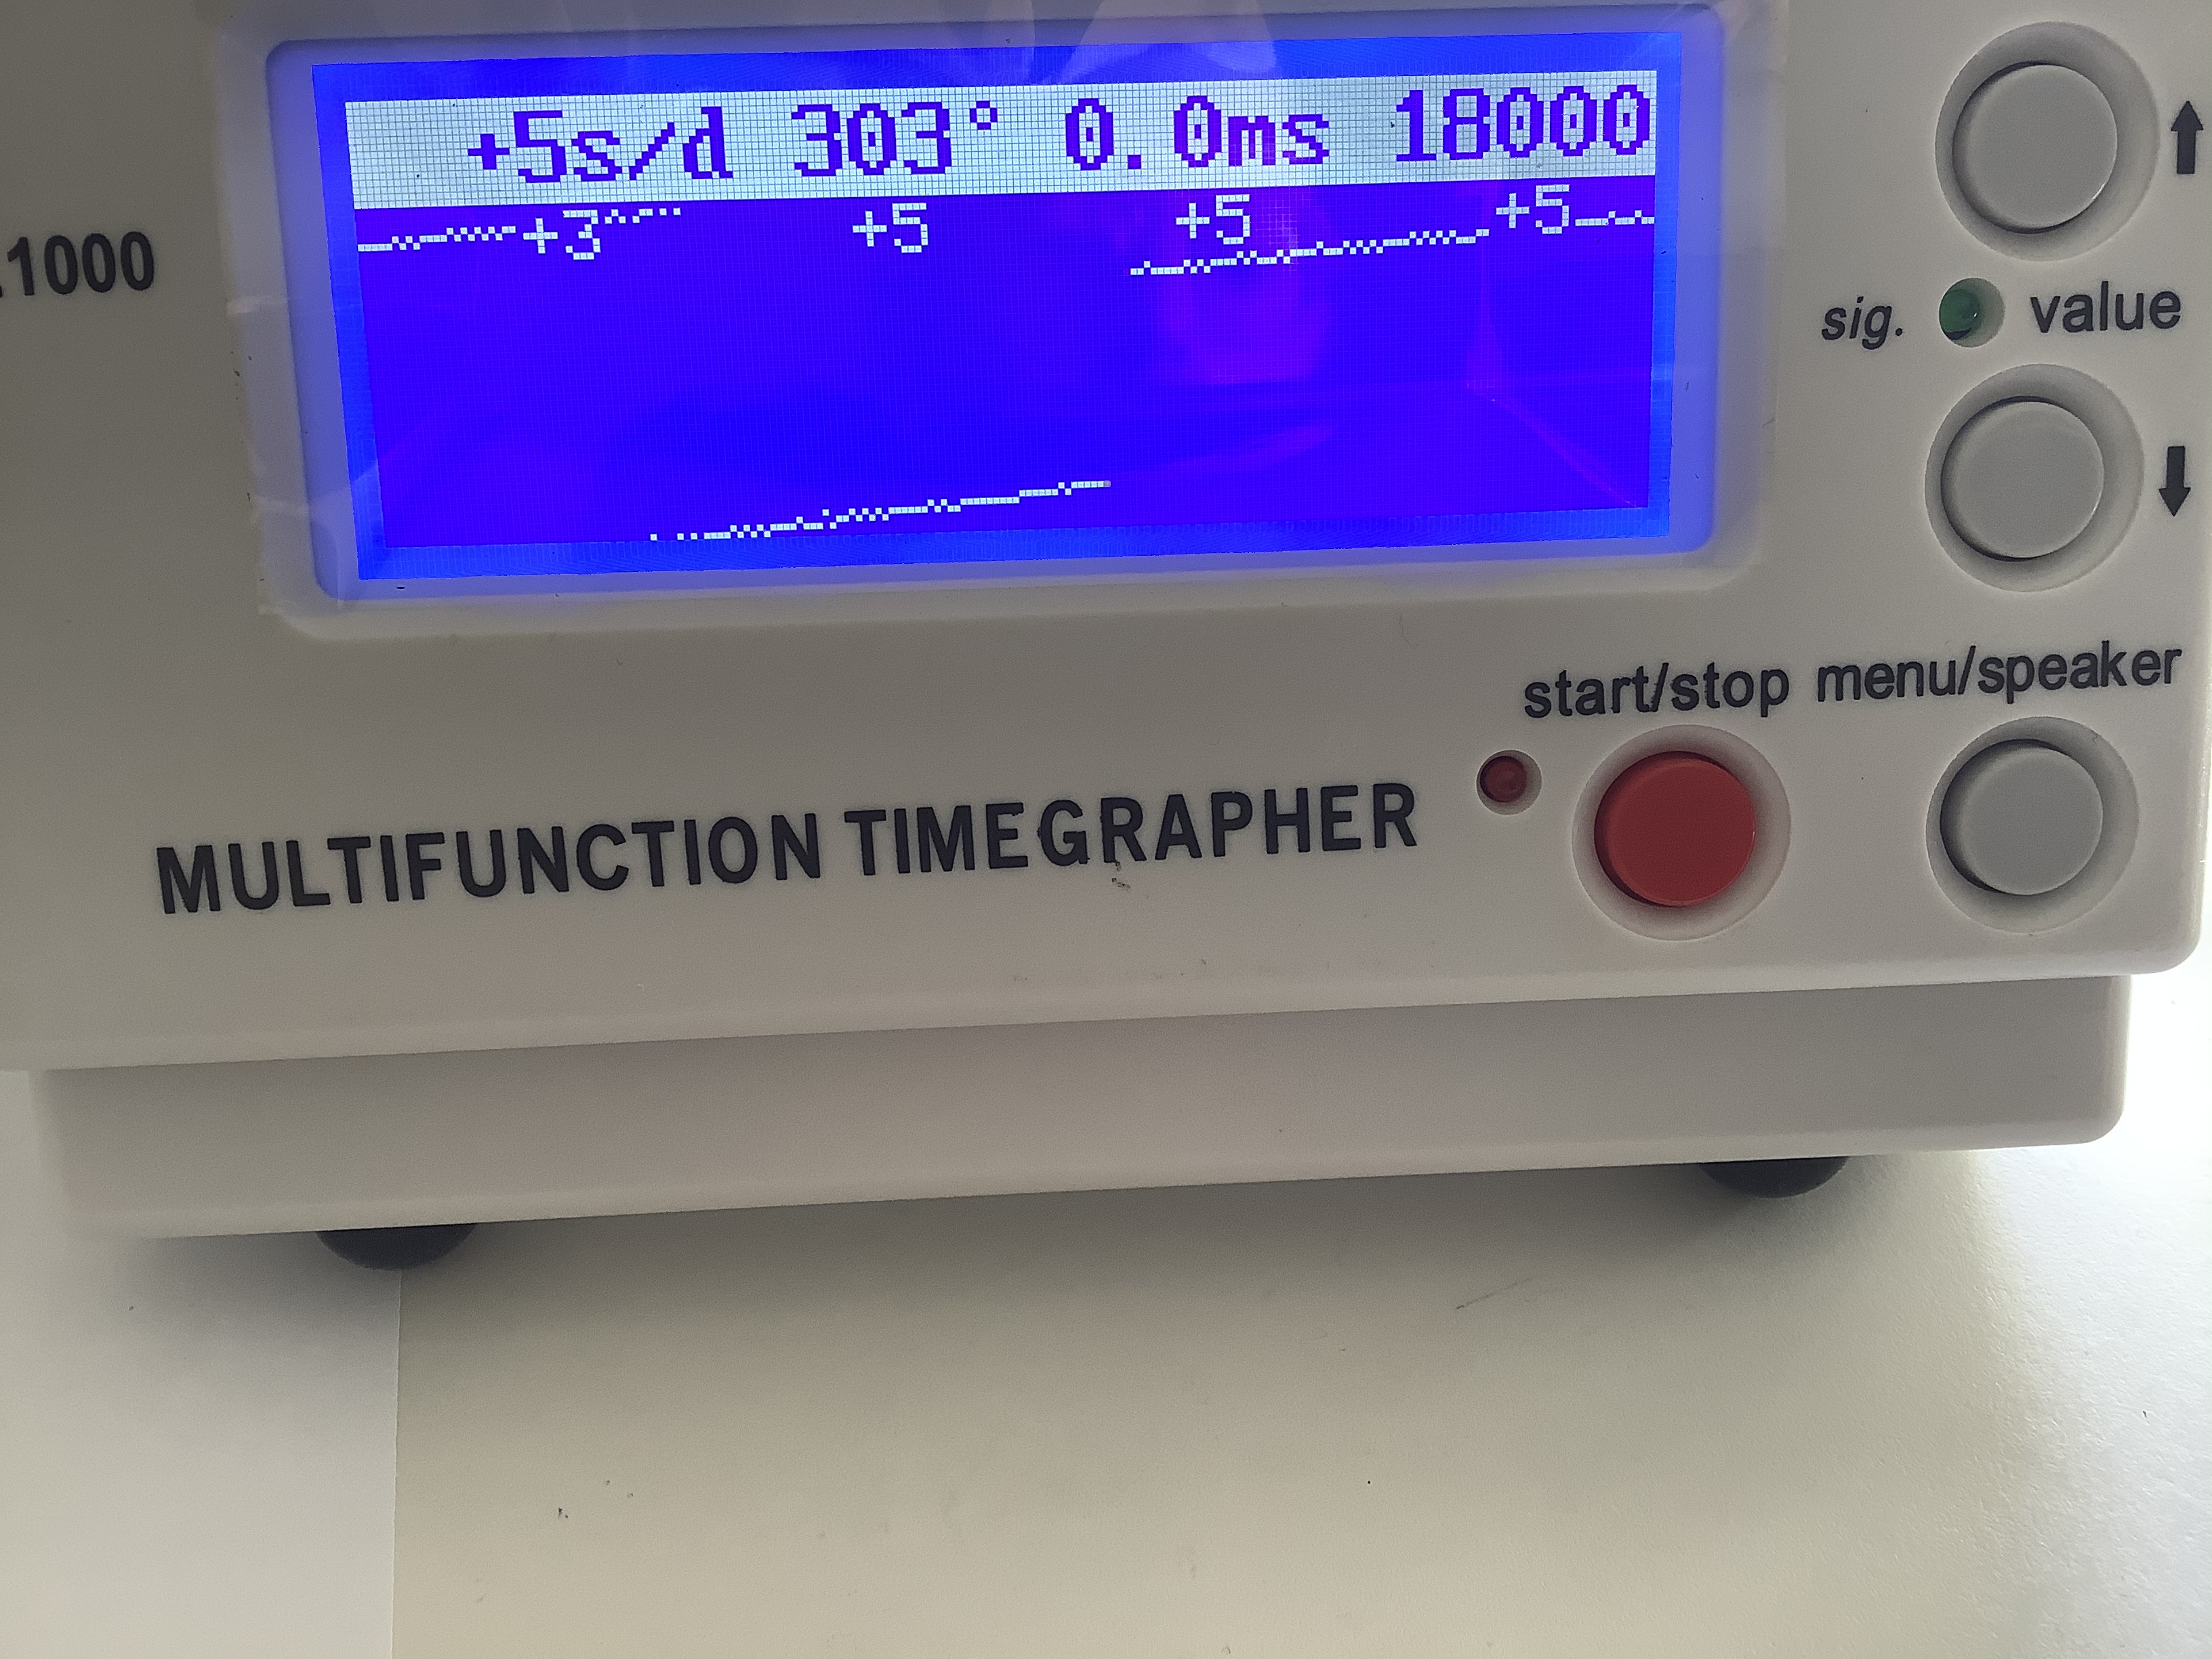 +5s/d 303° 0.0ms 18000
+3 +5 +5 +5
.1000
sig. value
start/stop menu/speaker
MULTIFUNCTION TIMEGRAPHER